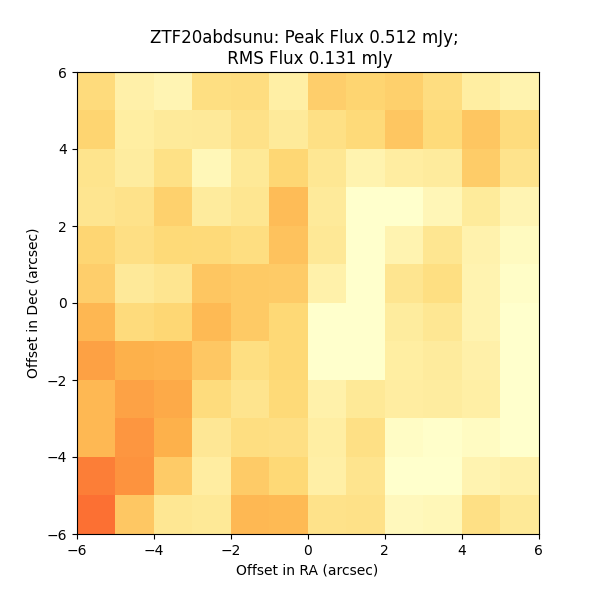 ZTF20abdsunu: Peak Flux 0.512 mJy;
RMS Flux 0.131 mJy
6
4
2
0
−2
−4
−6
Offset in Dec (arcsec)
−6 −4 −2 0 2 4 6
Offset in RA (arcsec)